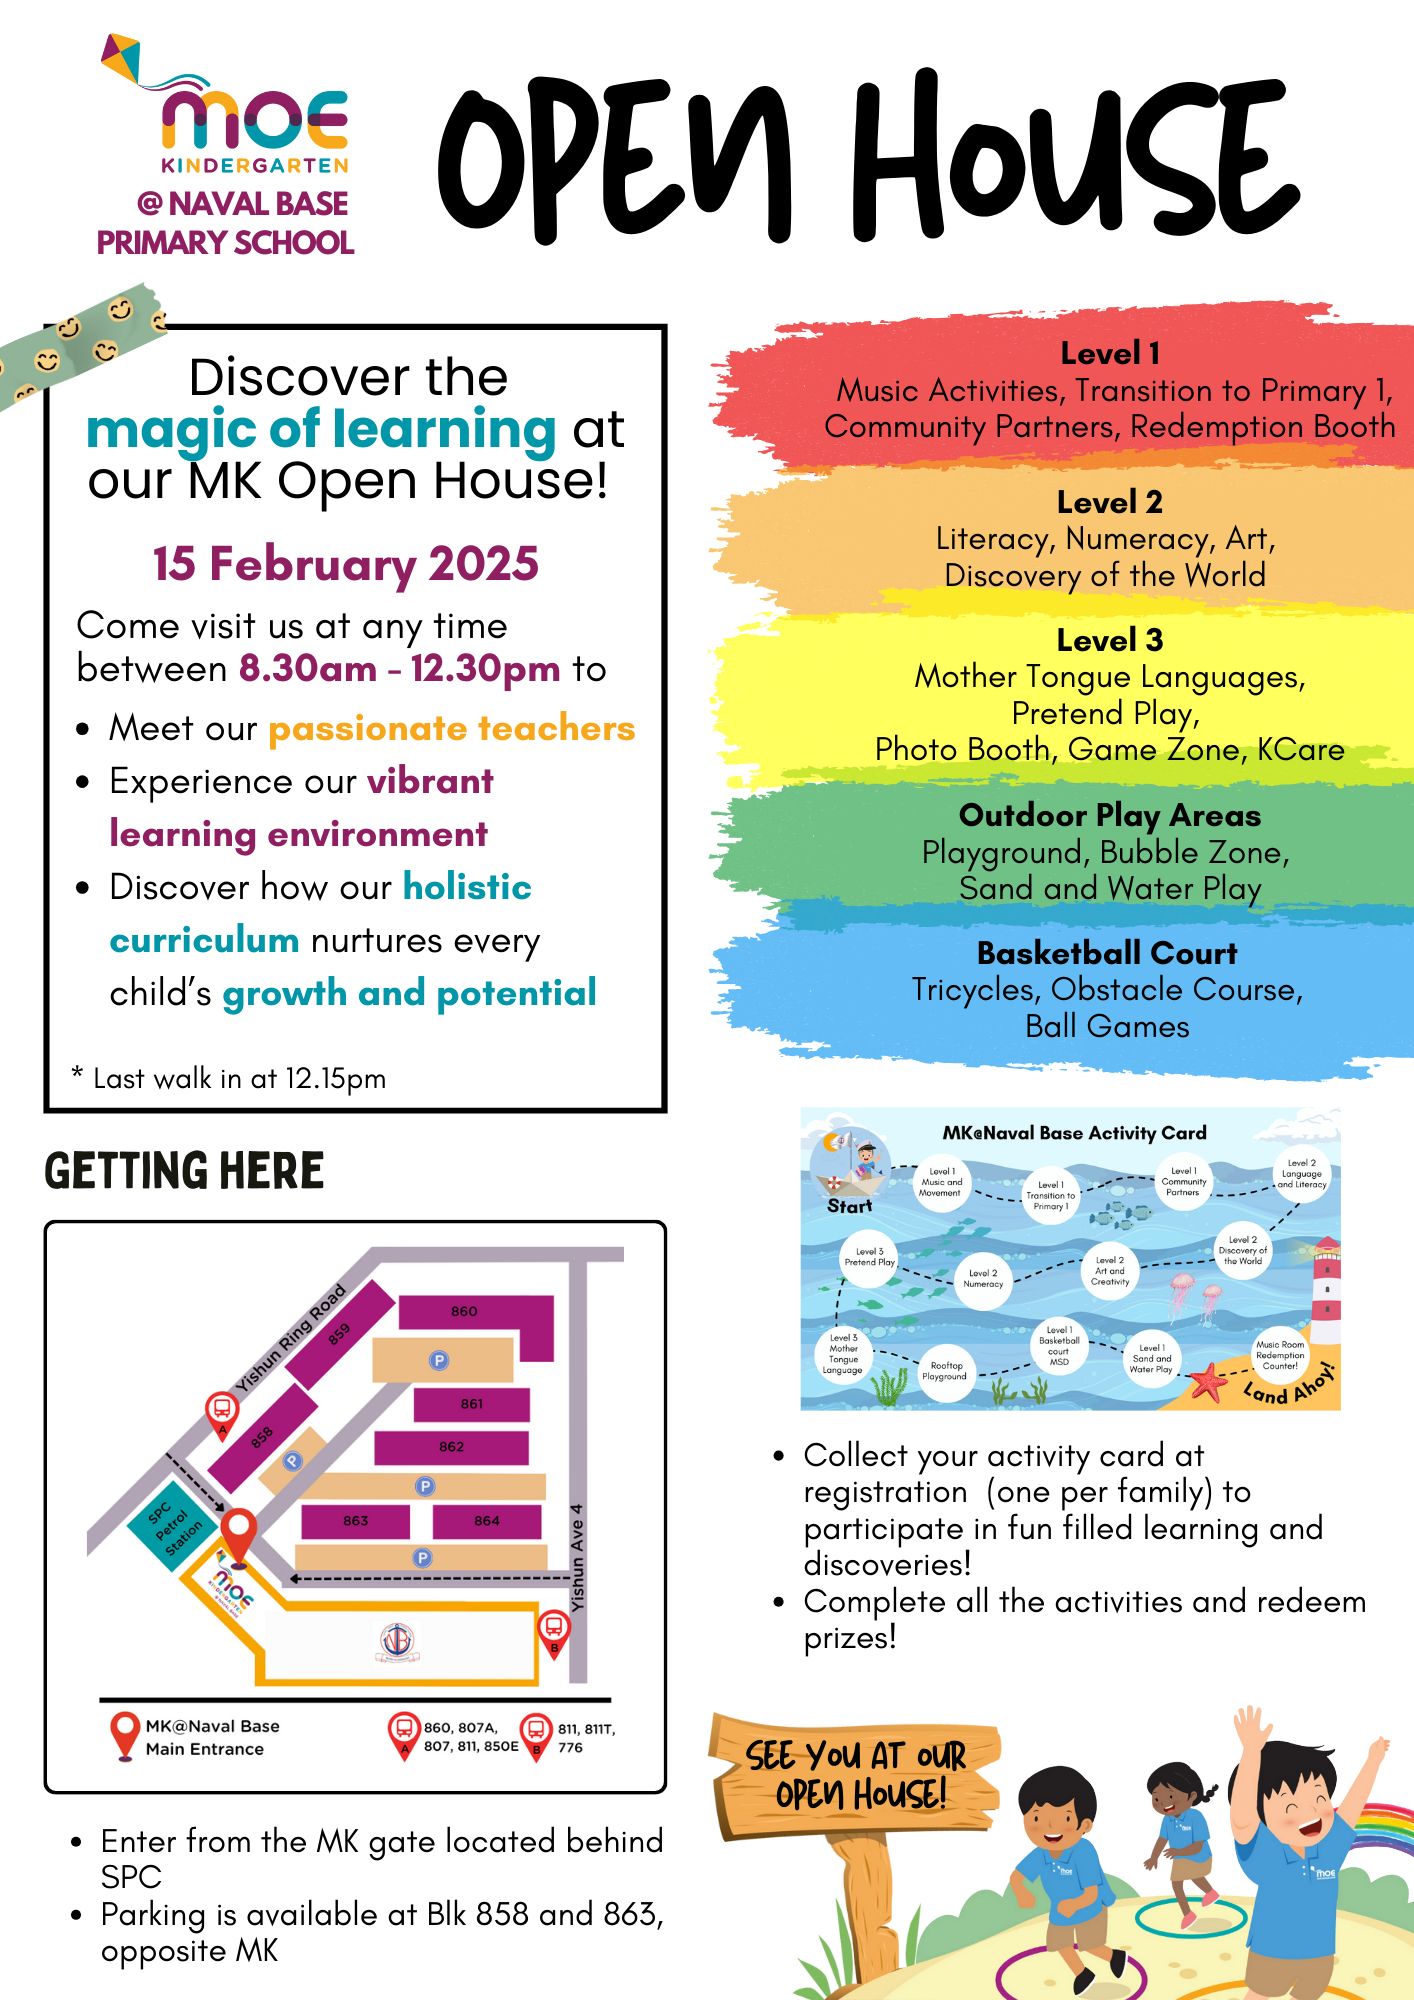 moe
KINDERGARTEN
@ NAVAL BASE
PRIMARY SCHOOL
OPEN HOUSE
Discover the
magic of learning at
our MK Open House!
15 February 2025
Come visit us at any time
between 8.30am - 12.30pm to
• Meet our passionate teachers
• Experience our vibrant
learning environment
• Discover how our holistic
curriculum nurtures every
child's growth and potential
* Last walk in at 12.15pm
Level 1
Music Activities, Transition to Primary 1,
Community Partners, Redemption Booth
Level 2
Literacy, Numeracy, Art,
Discovery of the World
Level 3
Mother Tongue Languages,
Pretend Play,
Photo Booth, Game Zone, KCare
Outdoor Play Areas
Playground, Bubble Zone,
Sand and Water Play
Basketball Court
Tricycles, Obstacle Course,
Ball Games
GETTING HERE
Yishun Ring Road
859
860
P
861
A
858
P
862
P
SPC
Petrol
Station
863
864
P
Yishun Ave 4
moe
KINDERGARTEN
@ NAVAL BASE
NB
B
MK@Naval Base
Main Entrance
A
860, 807A,
807, 811, 850E
B
811, 811T,
776
• Enter from the MK gate located behind
SPC
• Parking is available at Blk 858 and 863,
opposite MK
MK@Naval Base Activity Card
Start
Level 1
Music and
Movement
Level 1
Transition to
Primary 1
Level 1
Community
Partners
Level 2
Language
and Literacy
Level 3
Pretend Play
Level 2
Numeracy
Level 2
Art and
Creativity
Level 2
Discovery of
the World
Level 3
Mother
Tongue
Language
Rooftop
Playground
Level 1
Basketball
court
MSD
Level 1
Sand and
Water Play
Music Room
Redemption
Counter!
Land Ahoy!
• Collect your activity card at
registration (one per family) to
participate in fun filled learning and
discoveries!
• Complete all the activities and redeem
prizes!
SEE YOU AT OUR
OPEN HOUSE!
moe